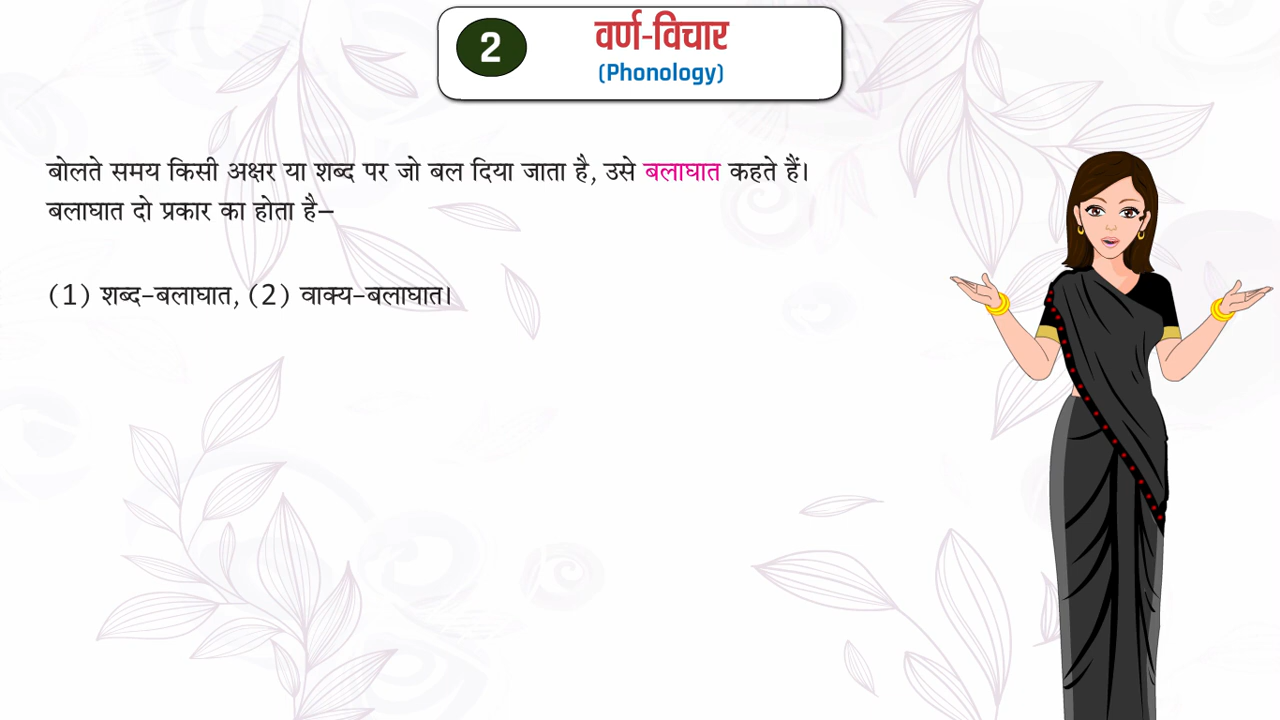 2
वर्ण-विचार
(Phonology)
बोलते समय किसी अक्षर या शब्द पर जो बल दिया जाता है, उसे बलाघात कहते हैं।
बलाघात दो प्रकार का होता है–
(1) शब्द-बलाघात, (2) वाक्य-बलाघात।